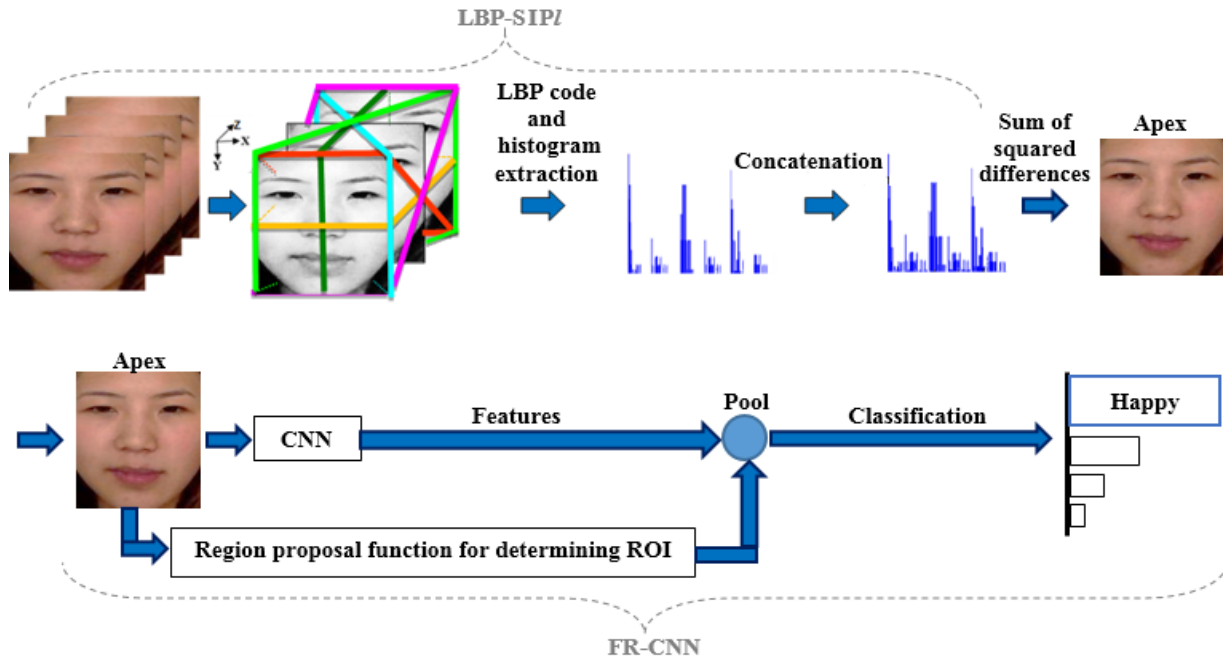 LBP-SIPl
Z
X
Y
LBP code
and
histogram
extraction
Concatenation
Sum of
squared
differences
Apex
Apex
CNN
Features
Pool
Classification
Happy
Region proposal function for determining ROI
FR-CNN